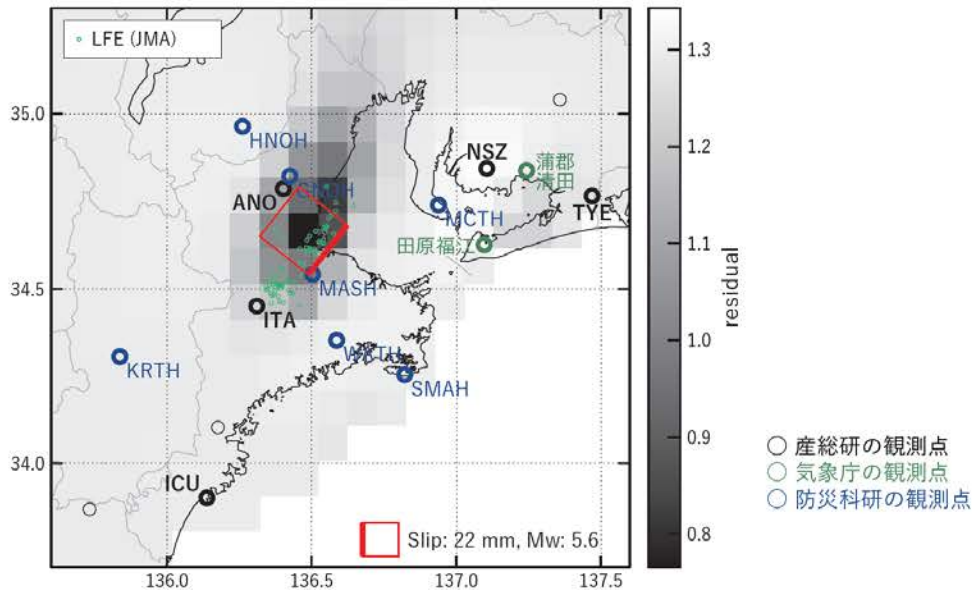 LFE (JMA)
1.3
35.0
HNOH
NSZ
蒲郡
清田
1.2
ANO
MCTH
TYE
田原福江
1.1
34.5
MASH
ITA
residual
1.0
KRTH
SMAH
0.9
産総研の観測点
34.0
気象庁の観測点
ICU
防災科研の観測点
Slip: 22 mm, Mw: 5.6
0.8
136.0
136.5
137.0
137.5